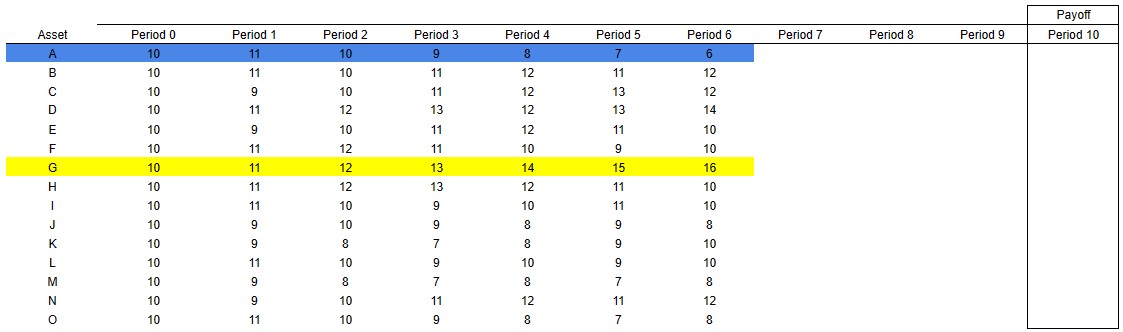 Payoff
Asset Period 0 Period 1 Period 2 Period 3 Period 4 Period 5 Period 6 Period 7 Period 8 Period 9 Period 10
A 10 11 10 9 8 7 6
B 10 11 10 11 12 11 12
C 10 9 10 11 12 13 12
D 10 11 12 13 12 13 14
E 10 9 10 11 12 11 10
F 10 11 12 11 10 9 10
G 10 11 12 13 14 15 16
H 10 11 12 13 12 11 10
I 10 11 10 9 10 11 10
J 10 9 10 9 8 9 8
K 10 9 8 7 8 9 10
L 10 11 10 9 10 9 10
M 10 9 8 7 8 7 8
N 10 9 10 11 12 11 12
O 10 11 10 9 8 7 8